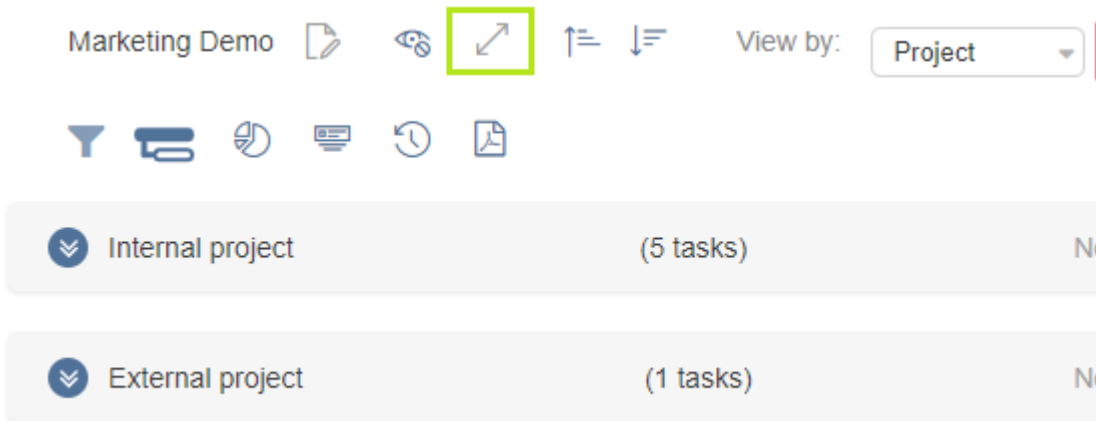 Marketing Demo View by: Project
Internal project (5 tasks)
External project (1 tasks)